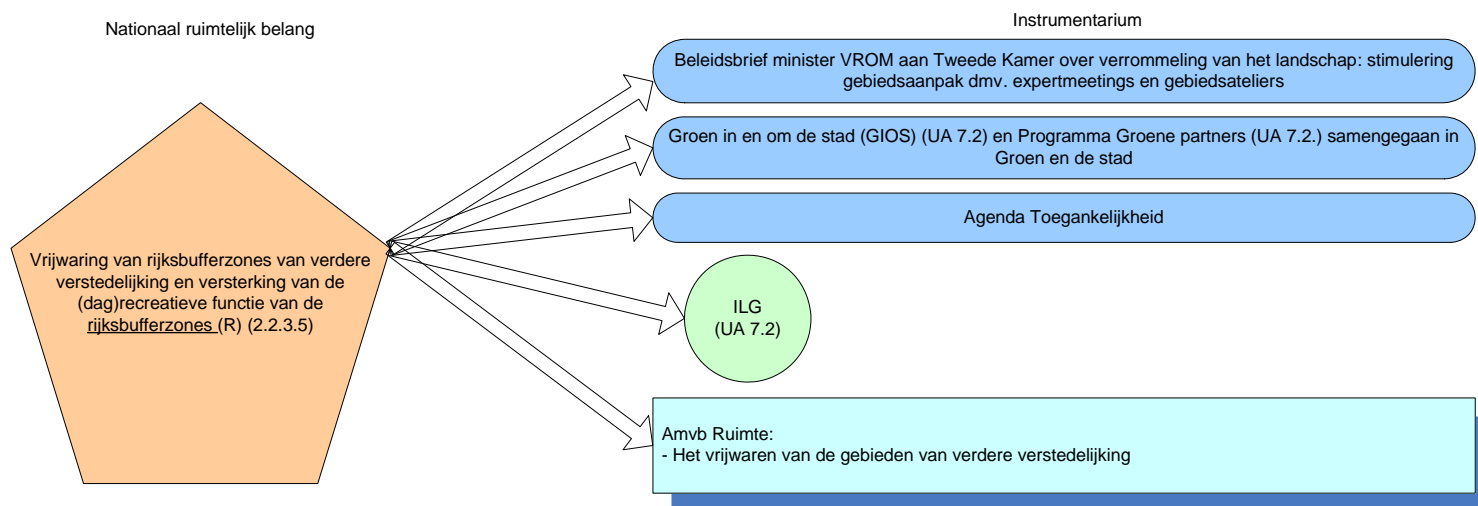 Nationaal ruimtelijk belang
Instrumentarium
Vrijwaring van rijksbufferzones van verdere
verstedelijking en versterking van de
(dag)recreatieve functie van de
rijksbufferzones (R) (2.2.3.5)
Beleidsbrief minister VROM aan Tweede Kamer over verrommeling van het landschap: stimulering
gebiedsaanpak dmv. expertmeetings en gebiedsateliers
Groen in en om de stad (GIOS) (UA 7.2) en Programma Groene partners (UA 7.2.) samengegaan in
Groen en de stad
Agenda Toegankelijkheid
ILG
(UA 7.2)
Amvb Ruimte:
- Het vrijwaren van de gebieden van verdere verstedelijking